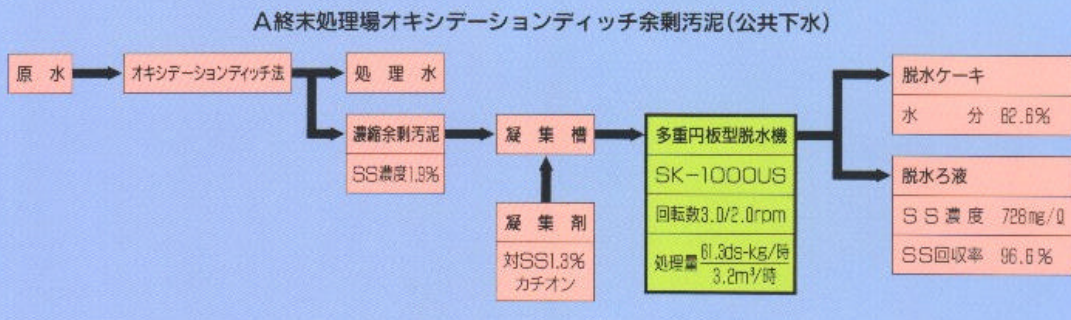 A終末処理場オキシデーションディッチ余剰汚泥(公共下水)
原水
オキシデーションディッチ法
処理水
濃縮余剰汚泥
SS濃度1.9%
凝集槽
凝集剤
対SS1.3%
カチオン
多重円板型脱水機
SK-1000US
回転数3.0/2.0rpm
処理量 61.3ds-kg/時
3.2m³/時
脱水ケーキ
水分 82.6%
脱水ろ液
SS濃度 728mg/ℓ
SS回収率 96.6%